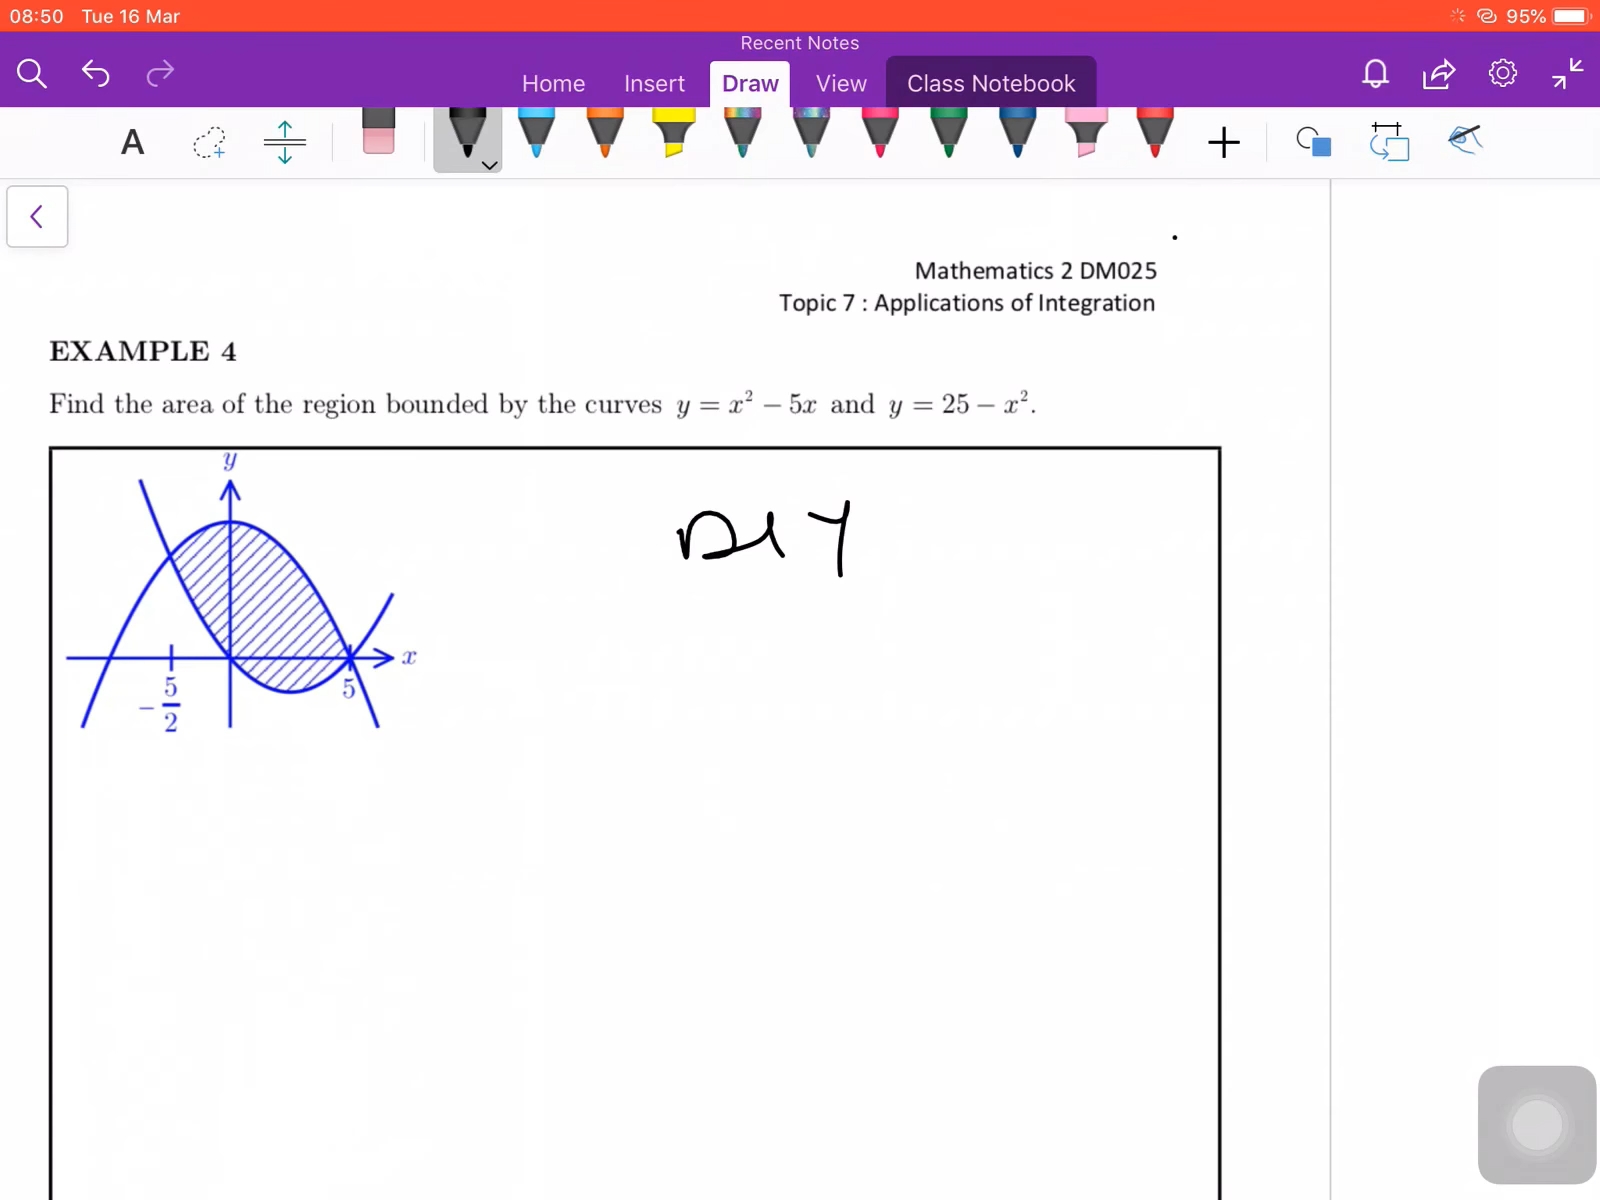 08:50 Tue 16 Mar
95%
Recent Notes
Home Insert Draw View Class Notebook
A
Mathematics 2 DM025
Topic 7 : Applications of Integration
EXAMPLE 4
Find the area of the region bounded by the curves y = x² − 5x and y = 25 − x².
y
DIY
x
− 5/2
5